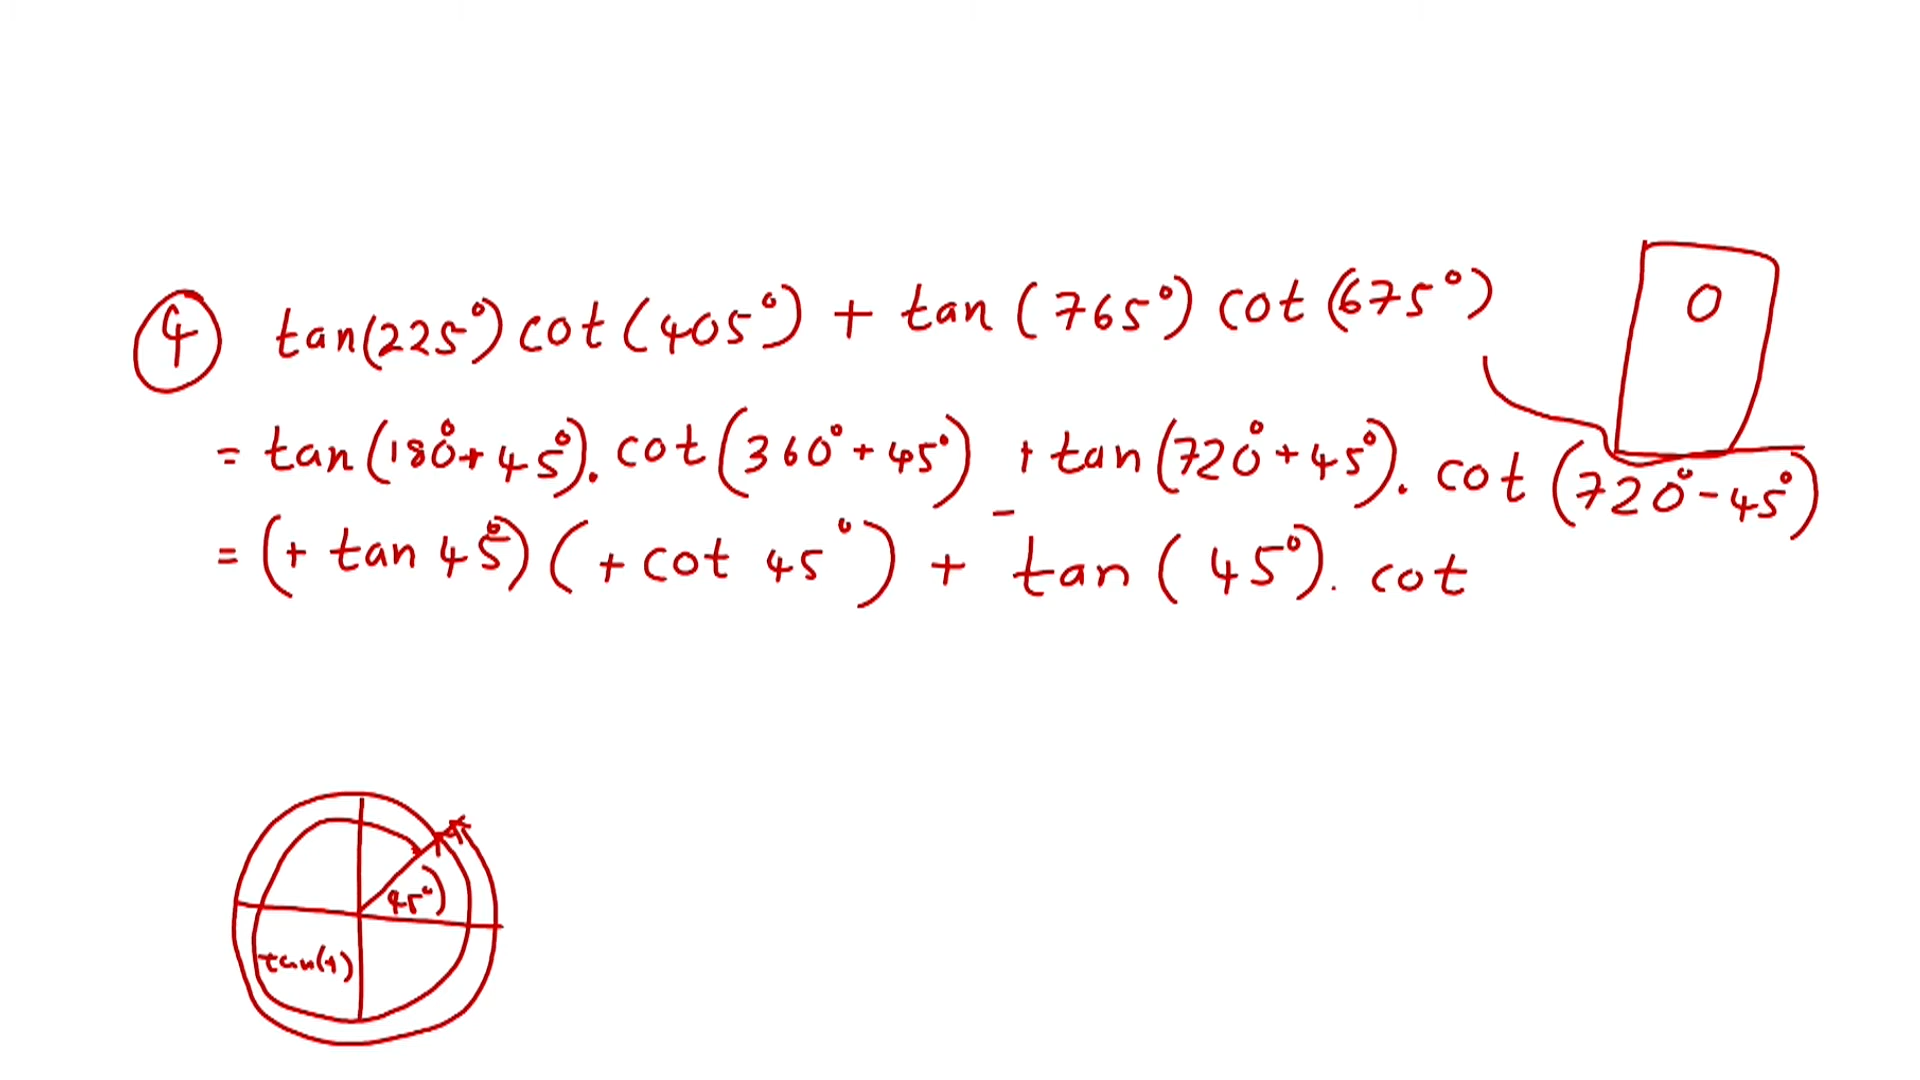 ④ tan(225°) cot(405°) + tan(765°) cot(675°)
0
= tan(180°+45°). cot(360°+45°) + tan(720°+45°). cot(720°-45°)
= (+ tan 45°)(+cot 45°) + tan(45°). cot
45°
tan(+)